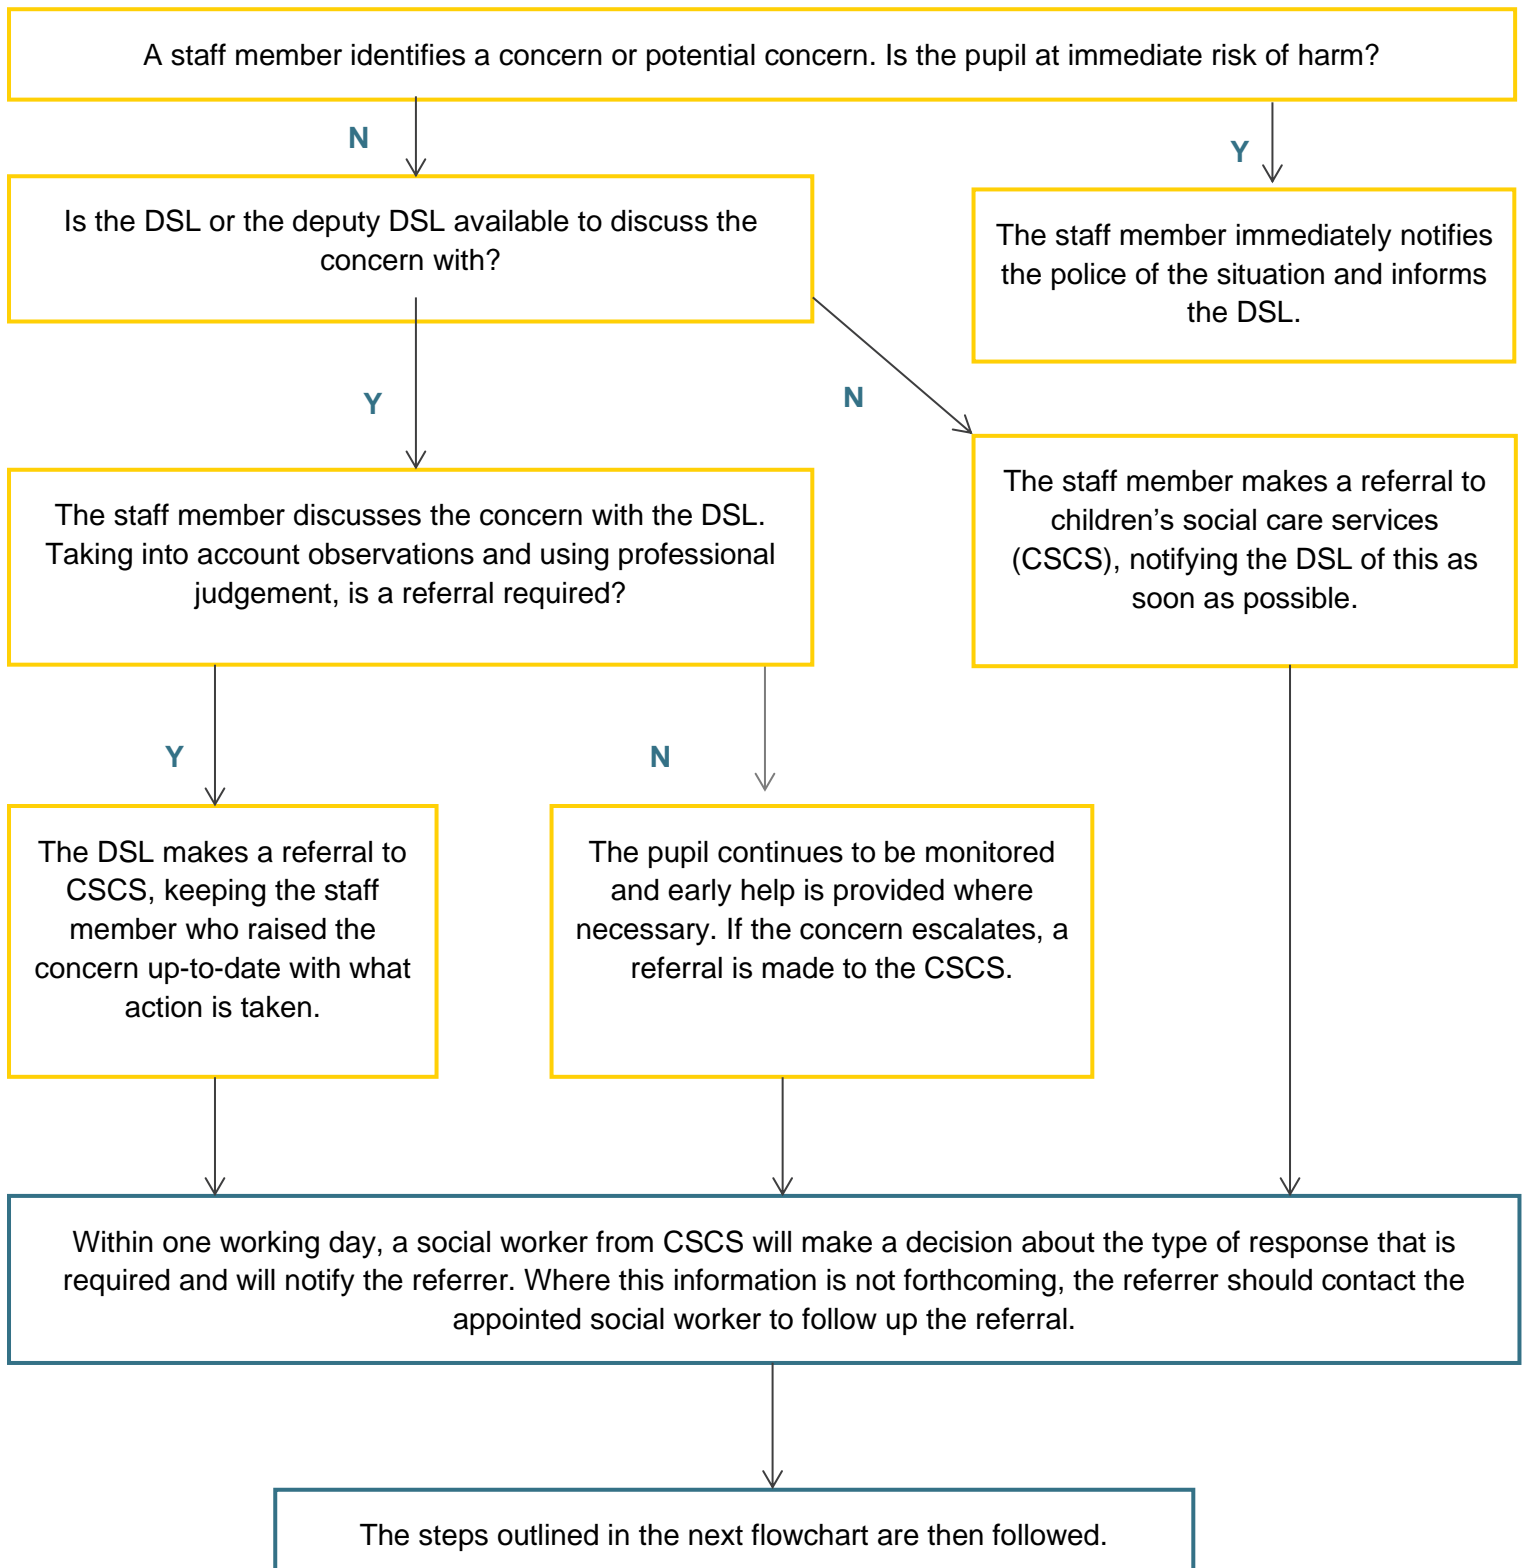 A staff member identifies a concern or potential concern. Is the pupil at immediate risk of harm?
N
Y
Is the DSL or the deputy DSL available to discuss the
concern with?
The staff member immediately notifies
the police of the situation and informs
the DSL.
Y
N
The staff member discusses the concern with the DSL.
Taking into account observations and using professional
judgement, is a referral required?
The staff member makes a referral to
children’s social care services
(CSCS), notifying the DSL of this as
soon as possible.
Y
N
The DSL makes a referral to
CSCS, keeping the staff
member who raised the
concern up-to-date with what
action is taken.
The pupil continues to be monitored
and early help is provided where
necessary. If the concern escalates, a
referral is made to the CSCS.
Within one working day, a social worker from CSCS will make a decision about the type of response that is
required and will notify the referrer. Where this information is not forthcoming, the referrer should contact the
appointed social worker to follow up the referral.
The steps outlined in the next flowchart are then followed.